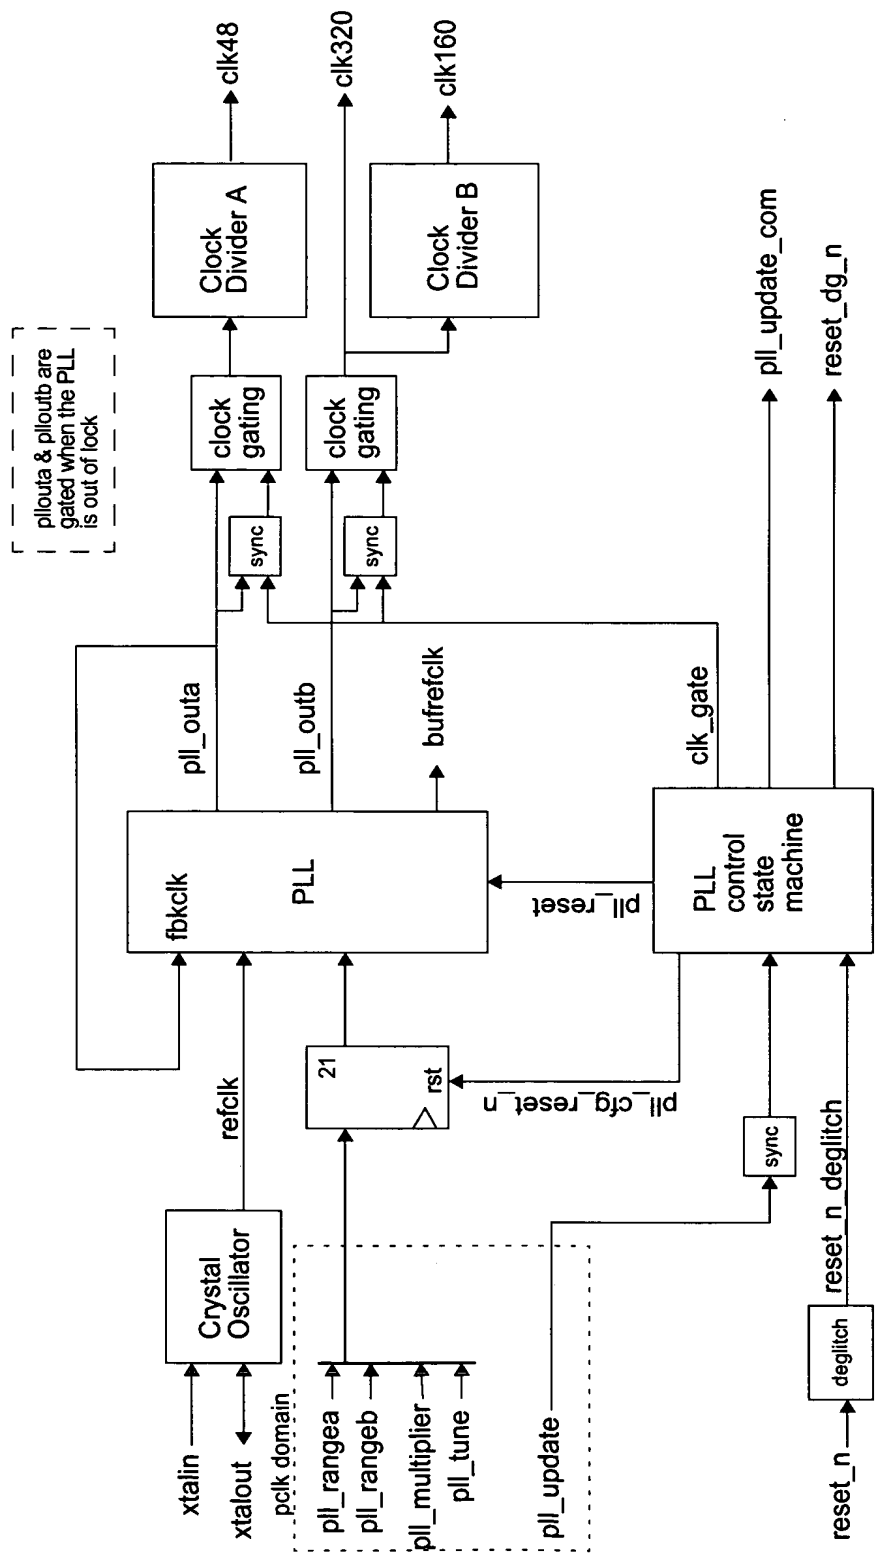 pllouta & plloutb are
gated when the PLL
is out of lock
xtalin
xtalout
Crystal
Oscillator
refclk
fbkclk
PLL
pll_outa
pll_outb
bufrefclk
sync
sync
clock
gating
clock
gating
Clock
Divider A
Clock
Divider B
clk48
clk320
clk160
pclk domain
pll_rangea
pll_rangeb
pll_multiplier
pll_tune
pll_update
21
rst
pll_cfg_reset_n
pll_reset
sync
PLL
control
state
machine
clk_gate
pll_update_com
reset_dg_n
reset_n
deglitch
reset_n_deglitch